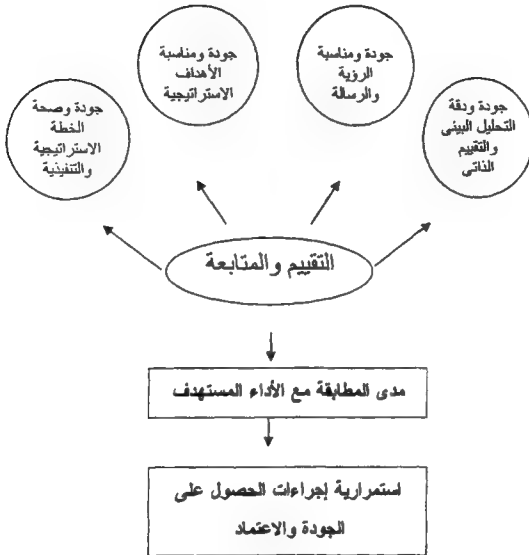 جودة ودقة
التحليل البيئى
والتقييم
الذاتى
جودة ومناسبة
الرؤية
والرسالة
جودة ومناسبة
الأهداف
الاستراتيجية
جودة وصحة
الخطة
الاستراتيجية
والتنفيذية
التقييم والمتابعة
مدى المطابقة مع الأداء المستهدف
استمرارية إجراءات الحصول على
الجودة والاعتماد